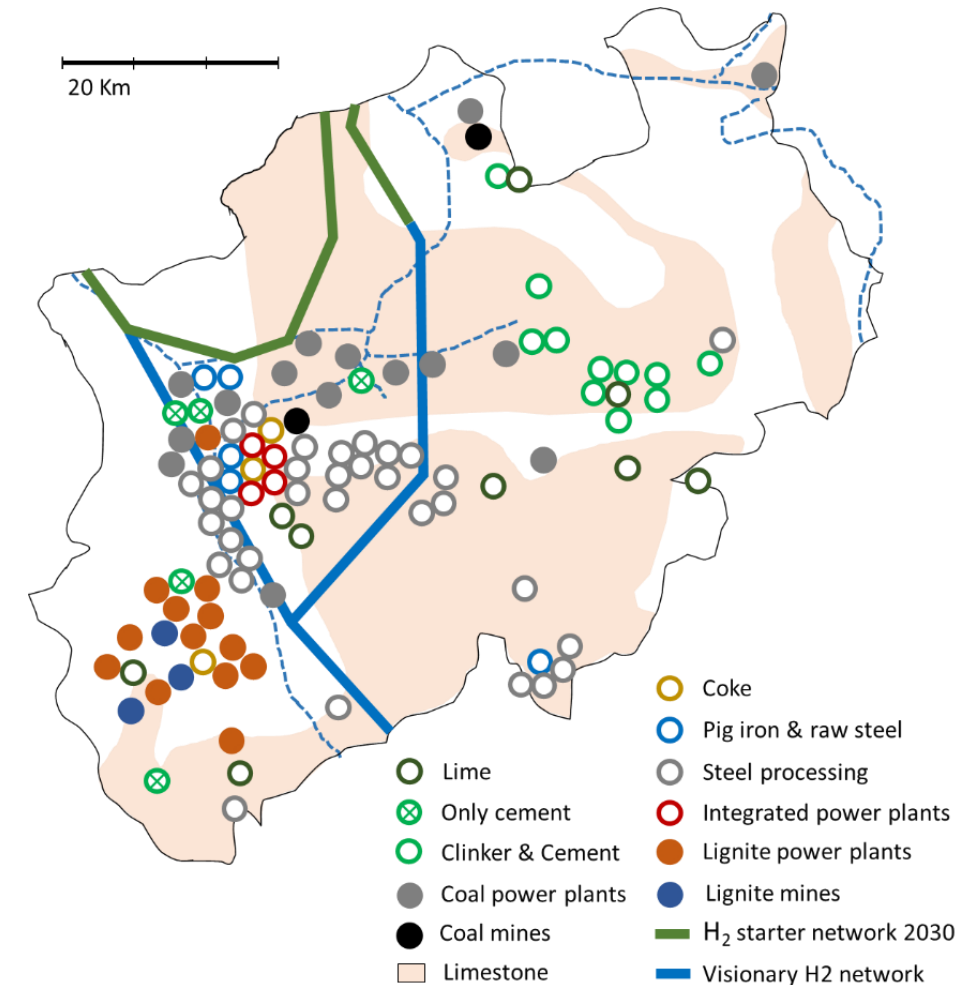 20 Km
Coke
Pig iron & raw steel
Lime
Steel processing
Only cement
Integrated power plants
Clinker & Cement
Lignite power plants
Coal power plants
Lignite mines
Coal mines
H₂ starter network 2030
Limestone
Visionary H2 network